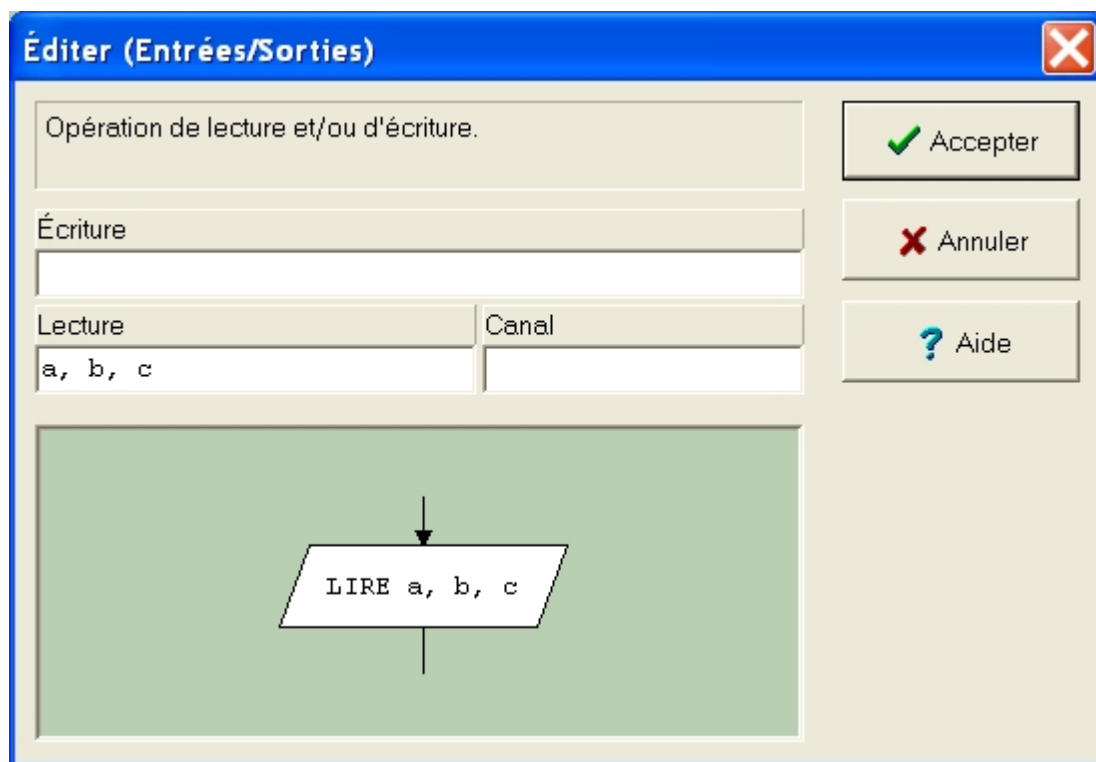 Éditer (Entrées/Sorties)
Opération de lecture et/ou d'écriture.
Accepter
Écriture
Annuler
Lecture
Canal
Aide
a, b, c
LIRE a, b, c